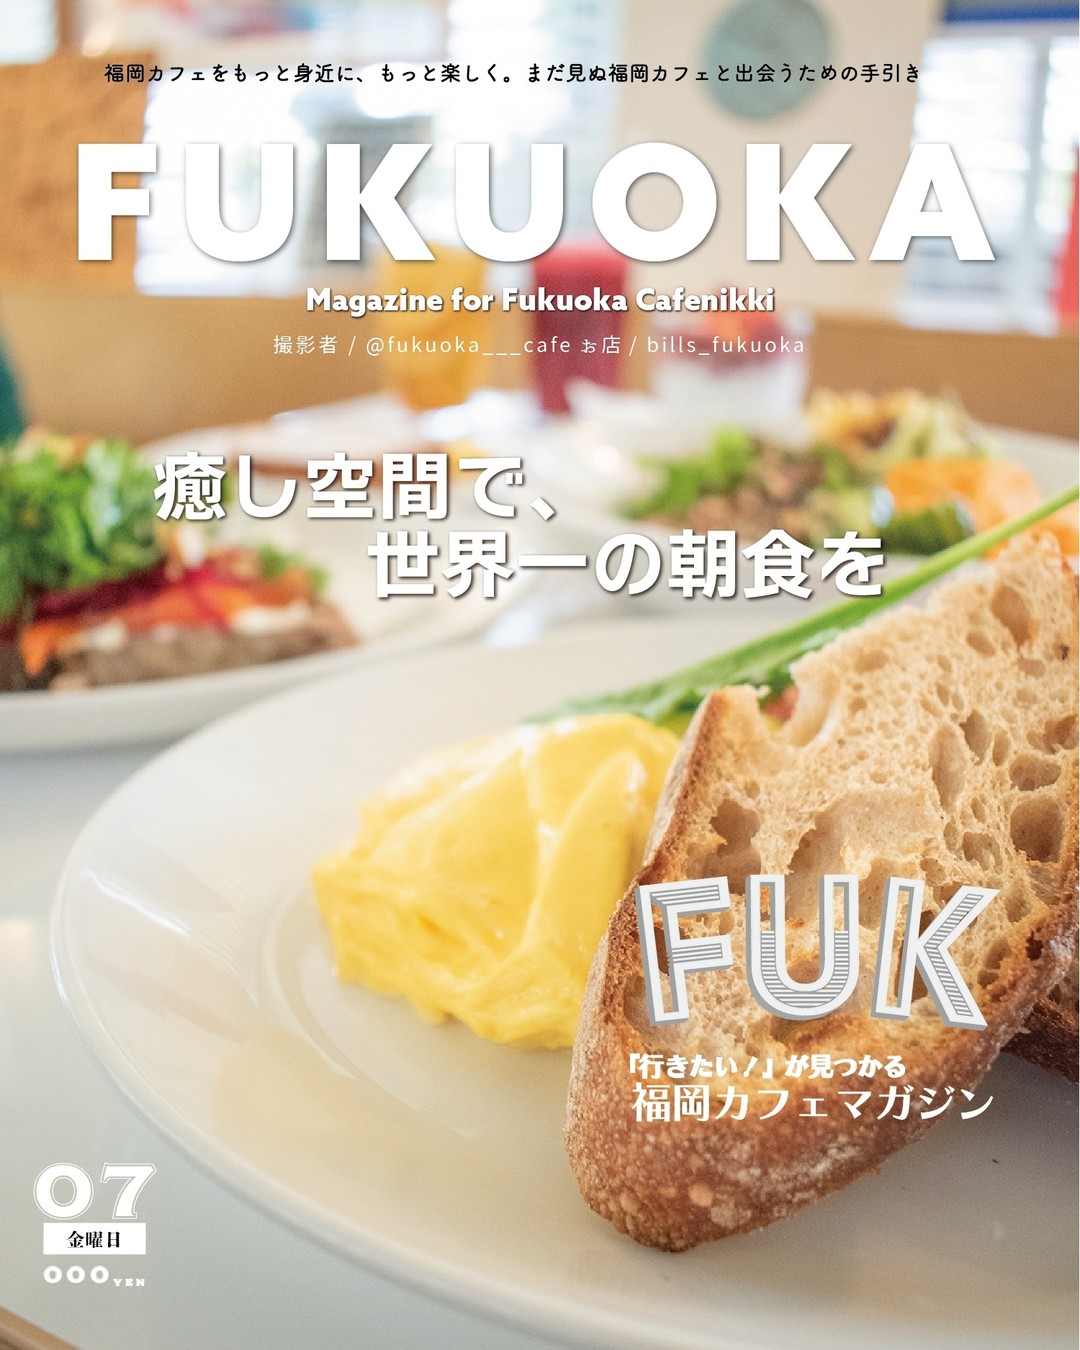 福岡カフェをもっと身近に、もっと楽しく。まだ見ぬ福岡カフェと出会うための手引き
FUKUOKA
Magazine for Fukuoka Cafenikki
撮影者 / @fukuoka___cafe お店 / bills_fukuoka
癒し空間で、
世界一の朝食を
FUK
「行きたい!」が見つかる
福岡カフェマガジン
07
金曜日
000YEN